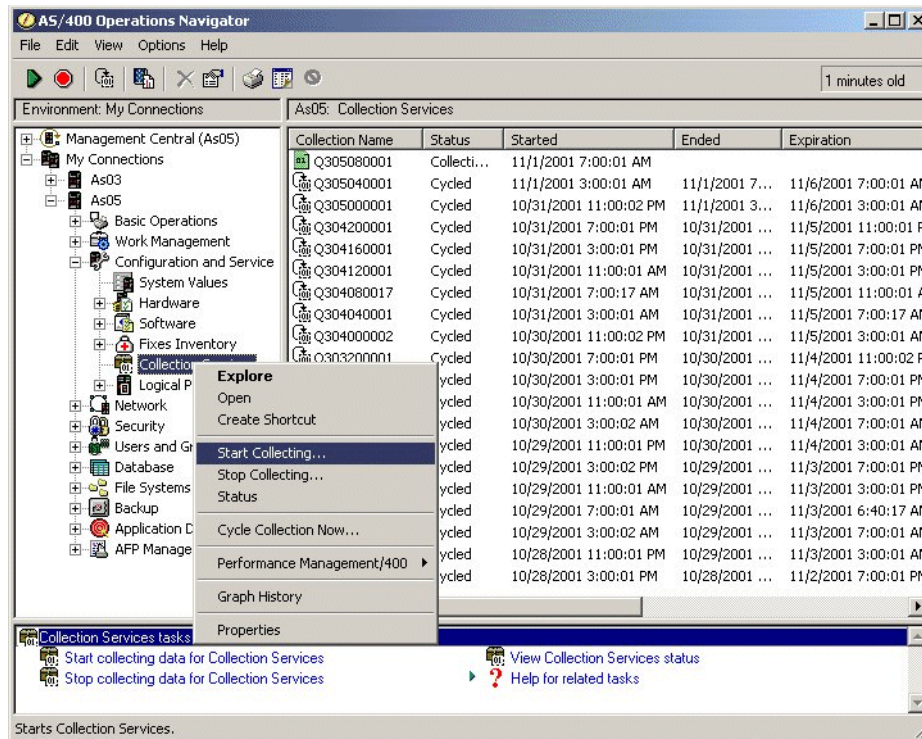 AS/400 Operations Navigator
File Edit View Options Help
1 minutes old
Environment: My Connections
As05: Collection Services
Management Central (As05)
My Connections
As03
As05
Basic Operations
Work Management
Configuration and Service
System Values
Hardware
Software
Fixes Inventory
Collection
Logical P
Network
Security
Users and Gr
Database
File Systems
Backup
Application D
AFP Manage
Collection Name Status Started Ended Expiration
Q305080001 Collecti... 11/1/2001 7:00:01 AM
Q305040001 Cycled 11/1/2001 3:00:01 AM 11/1/2001 7... 11/6/2001 7:00:01 AM
Q305000001 Cycled 10/31/2001 11:00:02 PM 11/1/2001 3... 11/6/2001 3:00:01 AM
Q304200001 Cycled 10/31/2001 7:00:01 PM 10/31/2001 ... 11/5/2001 11:00:01 P
Q304160001 Cycled 10/31/2001 3:00:01 PM 10/31/2001 ... 11/5/2001 7:00:01 PM
Q304120001 Cycled 10/31/2001 11:00:01 AM 10/31/2001 ... 11/5/2001 3:00:01 PM
Q304080017 Cycled 10/31/2001 7:00:17 AM 10/31/2001 ... 11/5/2001 11:00:01 A
Q304040001 Cycled 10/31/2001 3:00:01 AM 10/31/2001 ... 11/5/2001 7:00:17 AM
Q304000002 Cycled 10/30/2001 11:00:02 PM 10/31/2001 ... 11/5/2001 3:00:01 AM
Q303200001 Cycled 10/30/2001 7:00:01 PM 10/30/2001 ... 11/4/2001 11:00:02 P
ycled 10/30/2001 3:00:01 PM 10/30/2001 ... 11/4/2001 7:00:01 PM
ycled 10/30/2001 11:00:01 AM 10/30/2001 ... 11/4/2001 3:00:01 PM
ycled 10/30/2001 3:00:02 AM 10/30/2001 ... 11/4/2001 7:00:01 AM
ycled 10/29/2001 11:00:01 PM 10/30/2001 ... 11/4/2001 3:00:01 AM
ycled 10/29/2001 3:00:02 PM 10/29/2001 ... 11/3/2001 7:00:01 PM
ycled 10/29/2001 11:00:01 AM 10/29/2001 ... 11/3/2001 3:00:01 PM
ycled 10/29/2001 7:00:01 AM 10/29/2001 ... 11/3/2001 6:40:17 AM
ycled 10/29/2001 3:00:02 AM 10/29/2001 ... 11/3/2001 7:00:01 AM
ycled 10/28/2001 11:00:01 PM 10/29/2001 ... 11/3/2001 3:00:01 AM
ycled 10/28/2001 3:00:01 PM 10/28/2001 ... 11/2/2001 7:00:01 PM
Explore
Open
Create Shortcut
Start Collecting...
Stop Collecting...
Status
Cycle Collection Now...
Performance Management/400
Graph History
Properties
Collection Services tasks
Start collecting data for Collection Services
Stop collecting data for Collection Services
View Collection Services status
Help for related tasks
Starts Collection Services.